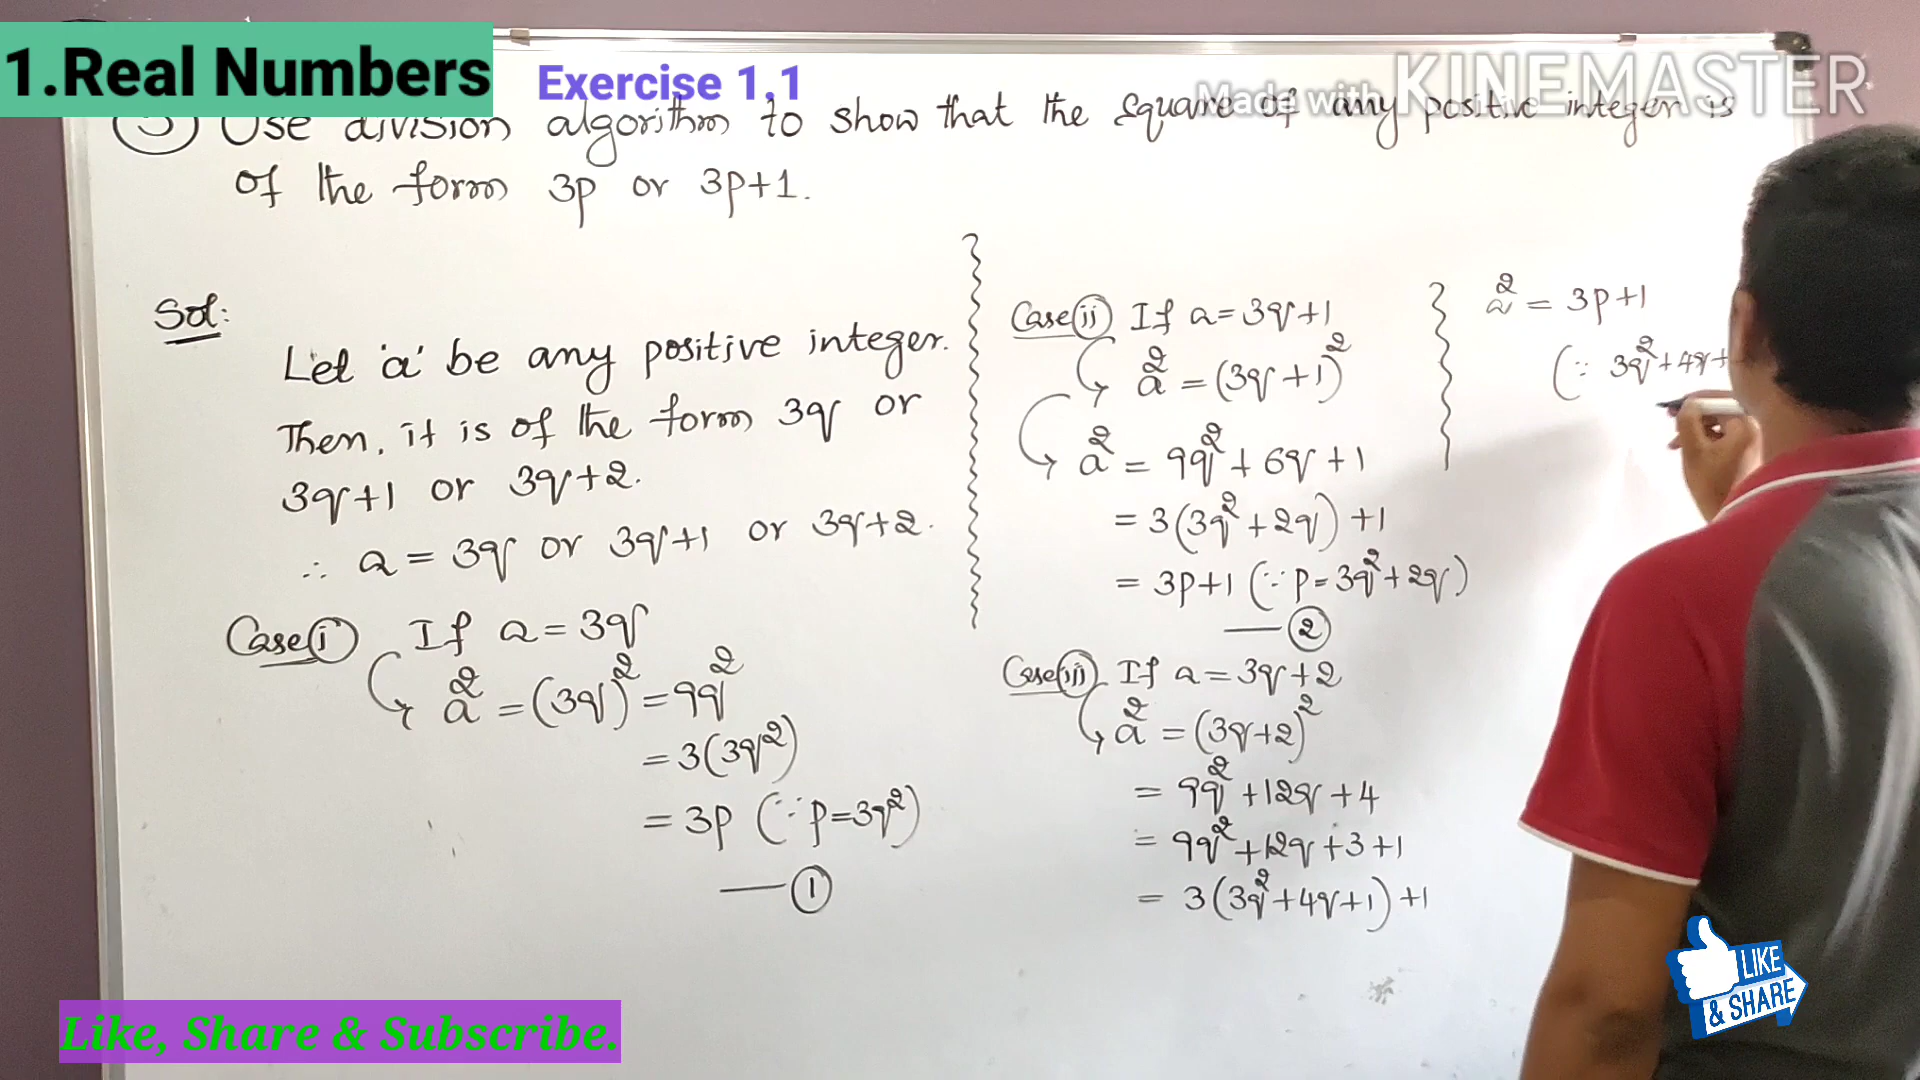 1.Real Numbers
Exercise 1.1
Made with KINEMASTER
③ Use division algorithm to show that the square of any positive integer is
of the form 3p or 3p+1.
Sol:
Let 'a' be any positive integer.
Then, it is of the form 3q or
3q+1 or 3q+2.
∴ a = 3q or 3q+1 or 3q+2.
Case(i) If a = 3q
a² = (3q)² = 9q²
= 3(3q²)
= 3p (∵ p=3q²)
— ①
Case(ii) If a=3q+1
a² = (3q+1)²
a² = 9q²+6q+1
= 3(3q²+2q)+1
= 3p+1 (∵ p=3q²+2q)
— ②
Case(iii) If a=3q+2
a² = (3q+2)²
= 9q²+12q+4
= 9q²+12q+3+1
= 3(3q²+4q+1)+1
a² = 3p+1
(∵ 3q²+4q+
LIKE
& SHARE
Like, Share & Subscribe.